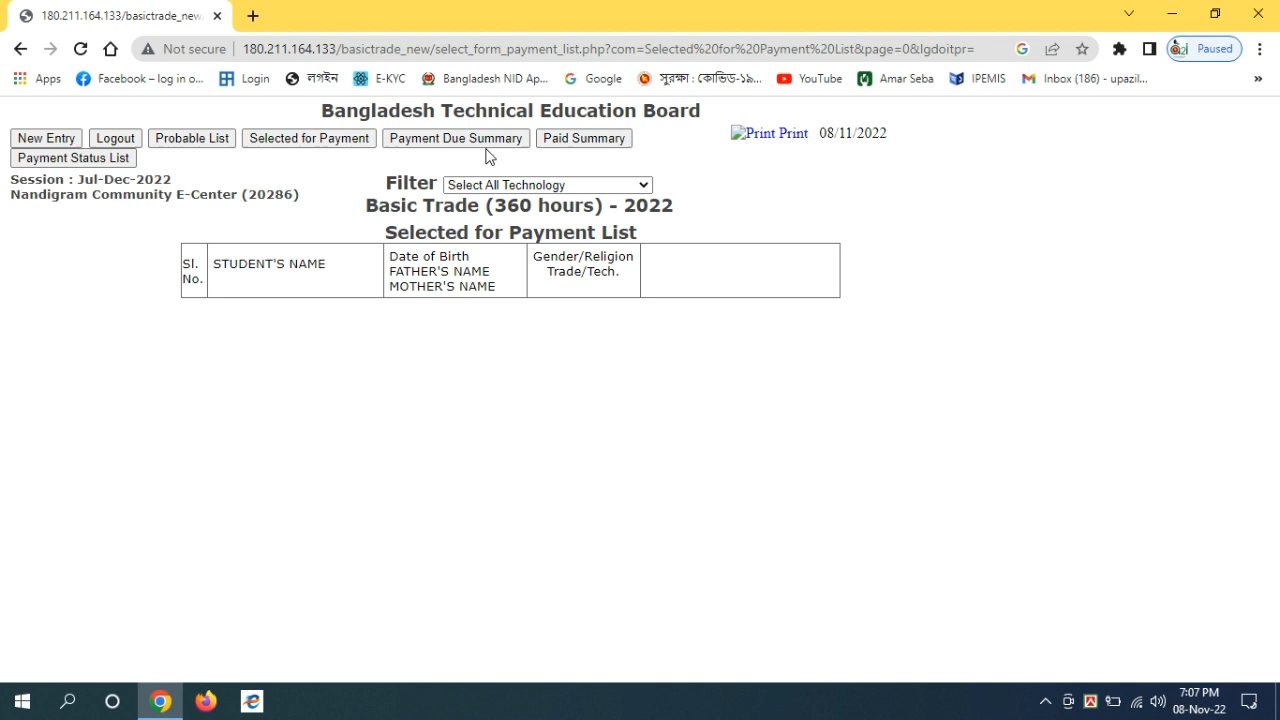 180.211.164.133/basictrade_new
Not secure
180.211.164.133/basictrade_new/select_form_payment_list.php?com=Selected%20for%20Payment%20List&page=0&lgdoitpr=
Paused
Apps
Facebook – log in o...
Login
লগইন
E-KYC
Bangladesh NID Ap...
Google
সুরক্ষা : কোভিড-১৯...
YouTube
Amar Seba
IPEMIS
Inbox (186) - upazil...
»
Bangladesh Technical Education Board
New Entry Logout Probable List Selected for Payment Payment Due Summary Paid Summary
Print Print 08/11/2022
Payment Status List
Session : Jul-Dec-2022
Nandigram Community E-Center (20286)
Filter Select All Technology
Basic Trade (360 hours) - 2022
Selected for Payment List
Sl.
No.
STUDENT'S NAME
Date of Birth
FATHER'S NAME
MOTHER'S NAME
Gender/Religion
Trade/Tech.
7:07 PM
08-Nov-22